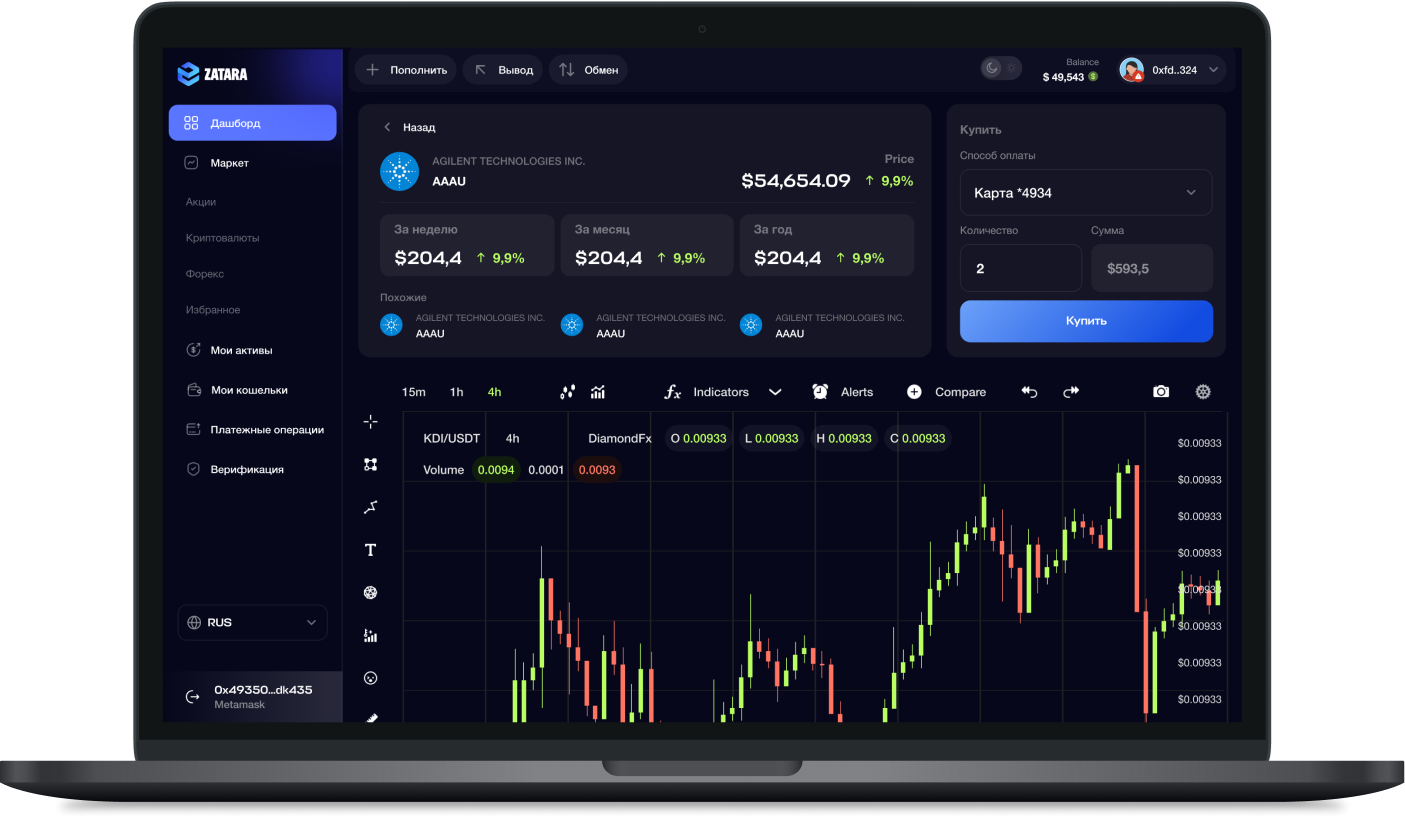 ZATARA
Пополнить
Вывод
Обмен
Balance
$ 49,543
0xfd..324
Дашборд
Маркет
Акции
Криптовалюты
Форекс
Избранное
Мои активы
Мои кошельки
Платежные операции
Верификация
RUS
0x49350...dk435
Metamask
Назад
AGILENT TECHNOLOGIES INC.
AAAU
Price
$54,654.09 ↑ 9,9%
За неделю
$204,4 ↑ 9,9%
За месяц
$204,4 ↑ 9,9%
За год
$204,4 ↑ 9,9%
Похожие
AGILENT TECHNOLOGIES INC.
AAAU
AGILENT TECHNOLOGIES INC.
AAAU
AGILENT TECHNOLOGIES INC.
AAAU
Купить
Способ оплаты
Карта *4934
Количество
Сумма
2
$593,5
Купить
15m 1h 4h
fx Indicators
Alerts
Compare
T
KDI/USDT 4h DiamondFx O 0.00933 L 0.00933 H 0.00933 C 0.00933
Volume 0.0094 0.0001 0.0093
$0.00933
$0.00933
$0.00933
$0.00933
$0.00933
$0.00933
$0.00933
$0.00933